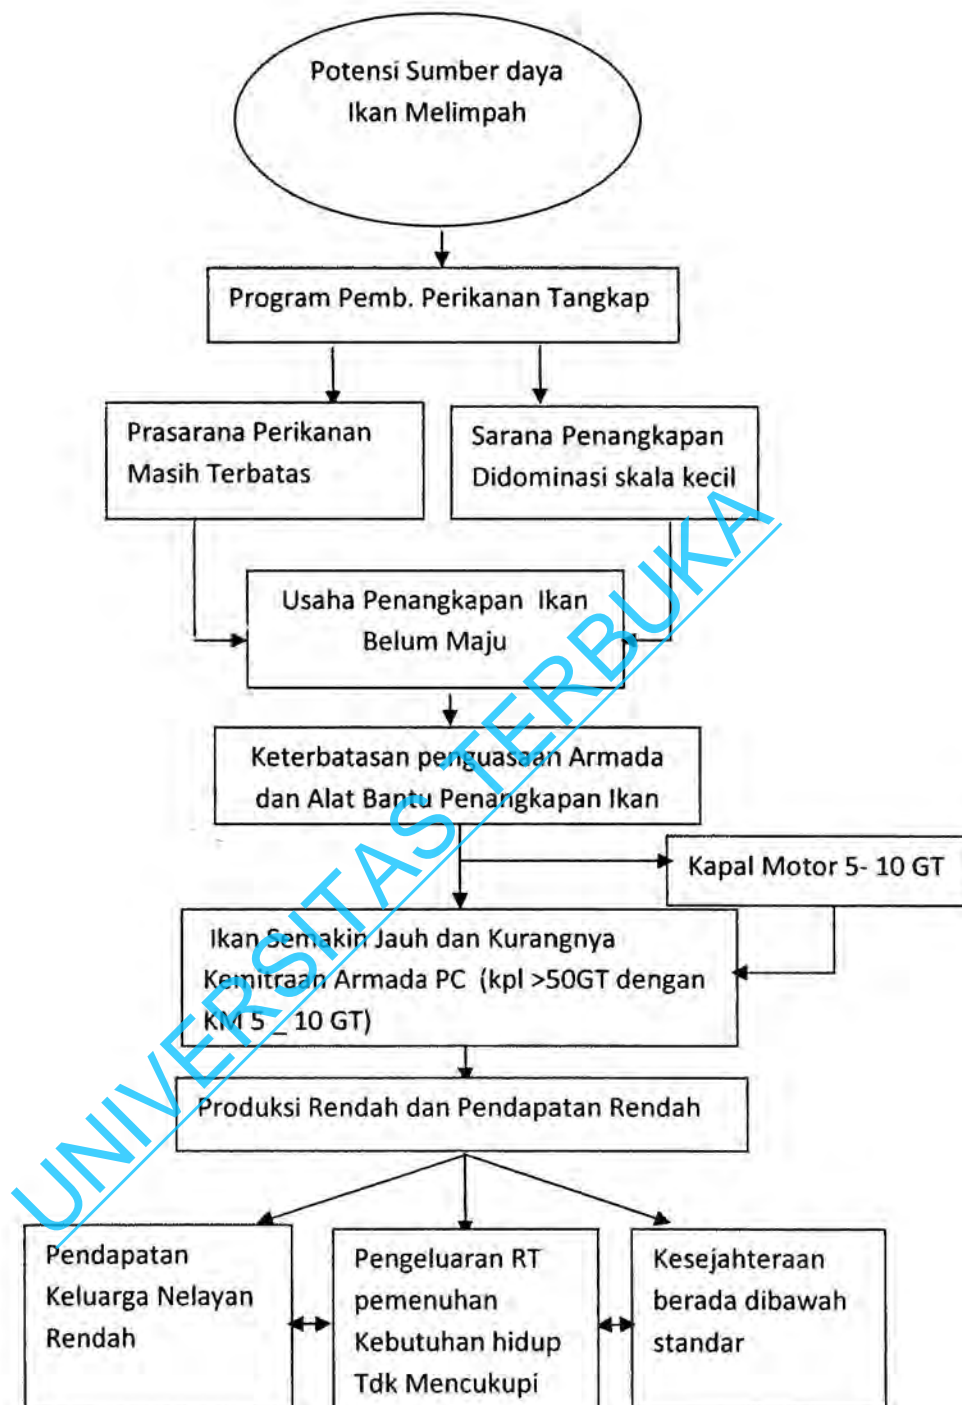 Potensi Sumber daya
Ikan Melimpah
Program Pemb. Perikanan Tangkap
Prasarana Perikanan
Masih Terbatas
Sarana Penangkapan
Didominasi skala kecil
Usaha Penangkapan Ikan
Belum Maju
Keterbatasan penguasaan Armada
dan Alat Bantu Penangkapan Ikan
Kapal Motor 5- 10 GT
Ikan Semakin Jauh dan Kurangnya
Kemitraan Armada PC (kpl >50GT dengan
KM 5 _ 10 GT)
Produksi Rendah dan Pendapatan Rendah
Pendapatan
Keluarga Nelayan
Rendah
Pengeluaran RT
pemenuhan
Kebutuhan hidup
Tdk Mencukupi
Kesejahteraan
berada dibawah
standar
UNIVERSITAS TERBUKA